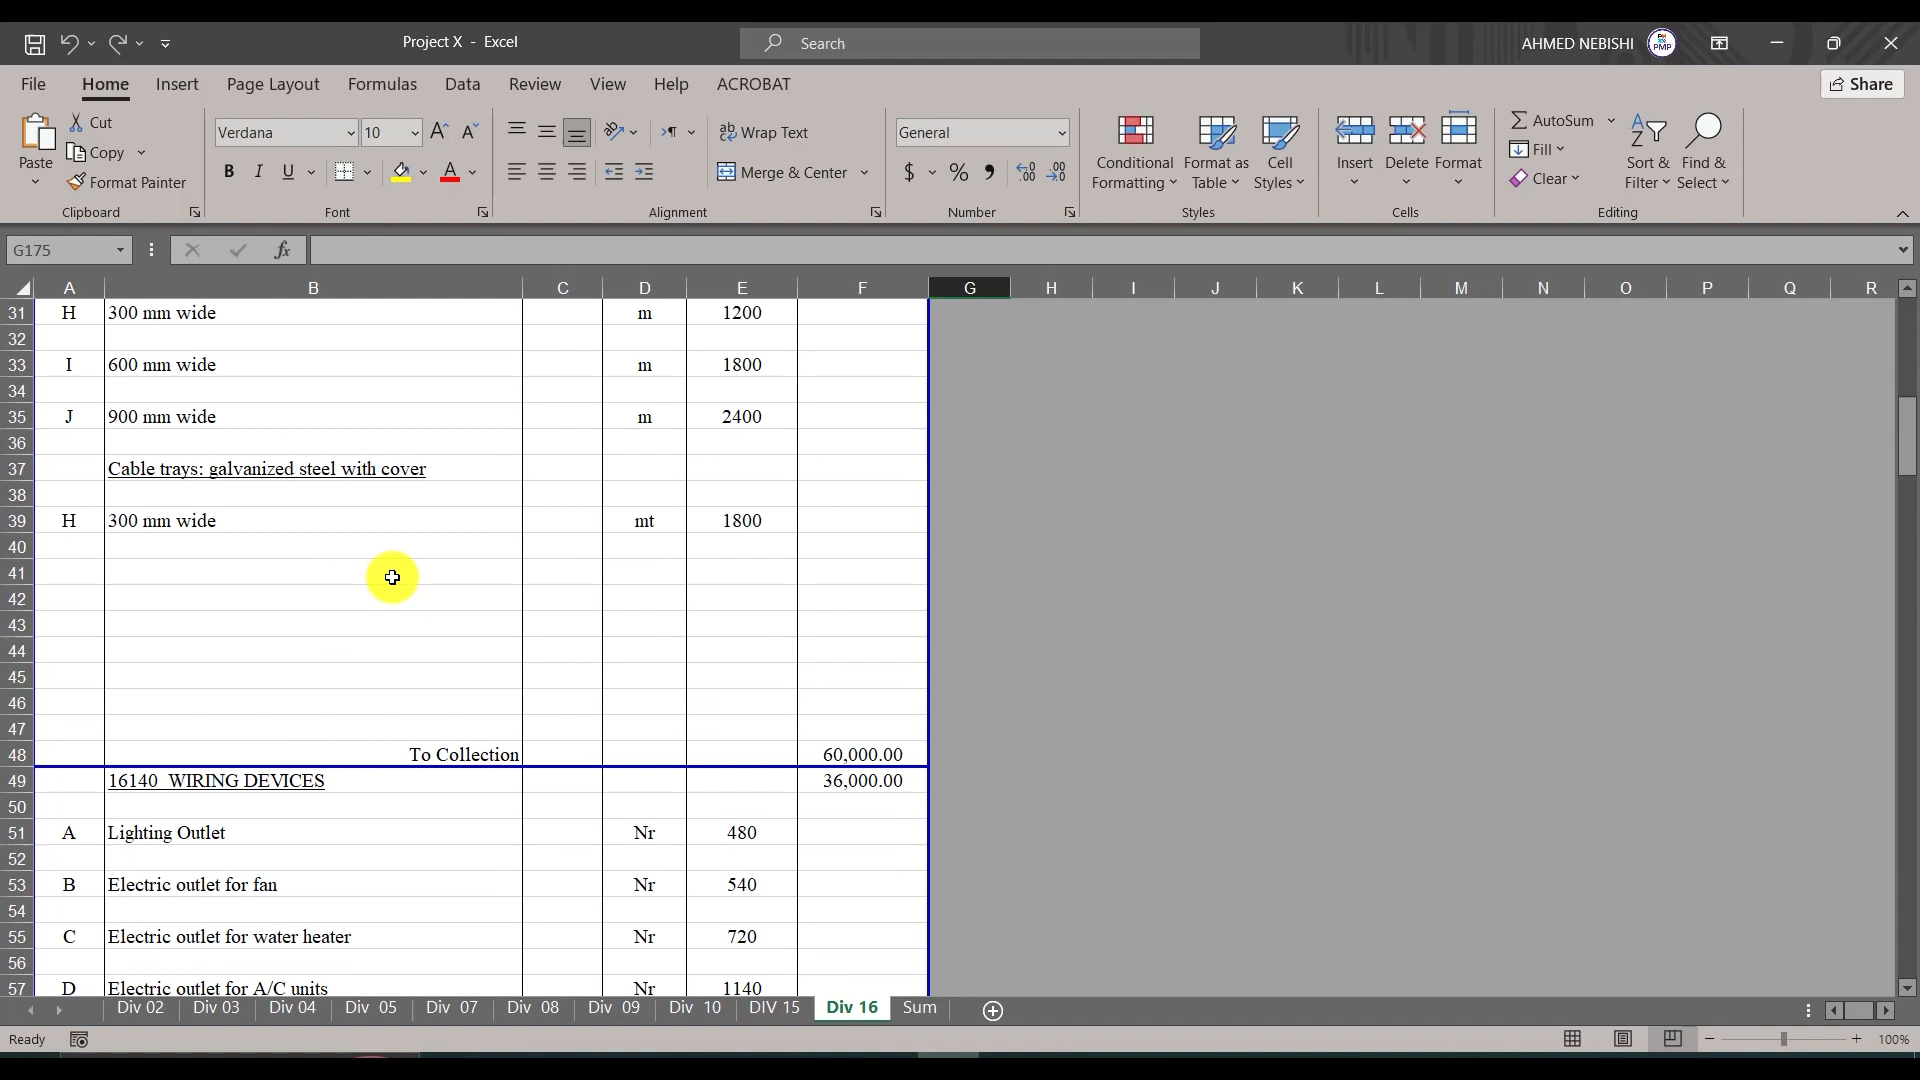 Project X - Excel
Search
AHMED NEBISHI
PMP
File Home Insert Page Layout Formulas Data Review View Help ACROBAT
Share
Paste
Cut
Copy
Format Painter
Clipboard
Verdana 10
B I U
Font
Wrap Text
Merge & Center
Alignment
General
$ % 9
Number
Conditional Formatting
Format as Table
Cell Styles
Styles
Insert Delete Format
Cells
AutoSum
Fill
Clear
Sort & Filter
Find & Select
Editing
G175 fx
A B C D E F G H I J K L M N O P Q R
31 H 300 mm wide m 1200
32
33 I 600 mm wide m 1800
34
35 J 900 mm wide m 2400
36
37 Cable trays: galvanized steel with cover
38
39 H 300 mm wide mt 1800
40
41
42
43
44
45
46
47
48 To Collection 60,000.00
49 16140 WIRING DEVICES 36,000.00
50
51 A Lighting Outlet Nr 480
52
53 B Electric outlet for fan Nr 540
54
55 C Electric outlet for water heater Nr 720
56
57 D Electric outlet for A/C units Nr 1140
Div 02 Div 03 Div 04 Div 05 Div 07 Div 08 Div 09 Div 10 DIV 15 Div 16 Sum
Ready
100%